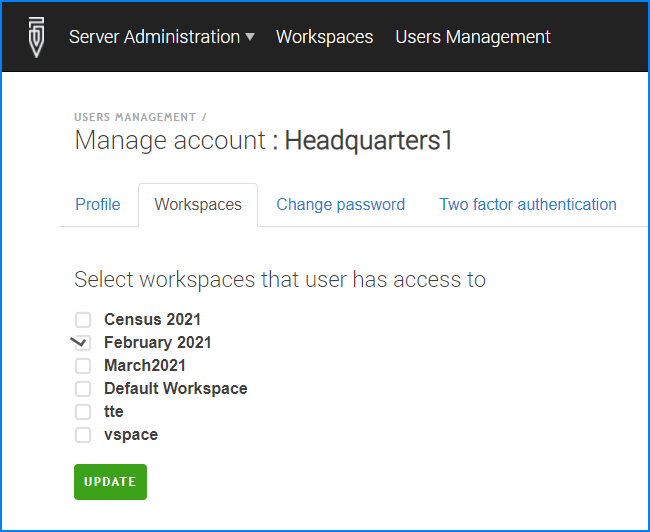 Server Administration Workspaces Users Management
USERS MANAGEMENT /
Manage account : Headquarters1
Profile Workspaces Change password Two factor authentication
Select workspaces that user has access to
Census 2021
February 2021
March2021
Default Workspace
tte
vspace
UPDATE